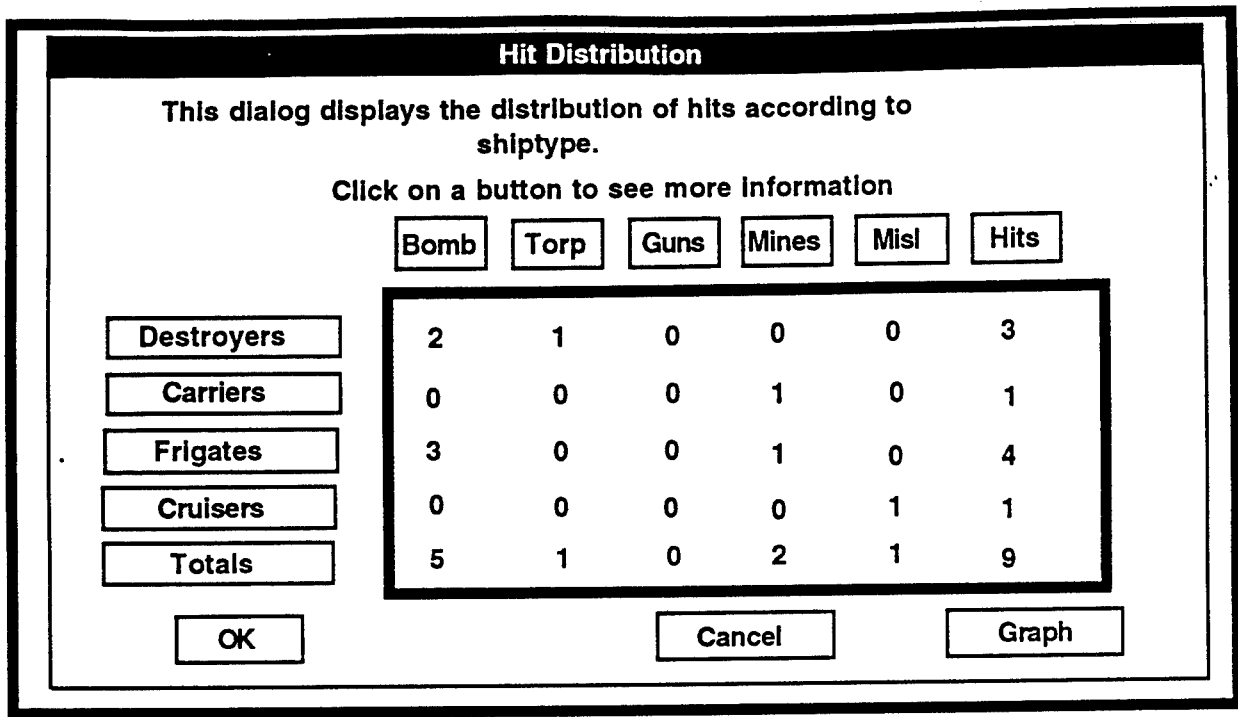 Hit Distribution
This dialog displays the distribution of hits according to
shiptype.
Click on a button to see more information
Bomb Torp Guns Mines Misl Hits
Destroyers 2 1 0 0 0 3
Carriers 0 0 0 1 0 1
Frigates 3 0 0 1 0 4
Cruisers 0 0 0 0 1 1
Totals 5 1 0 2 1 9
OK Cancel Graph